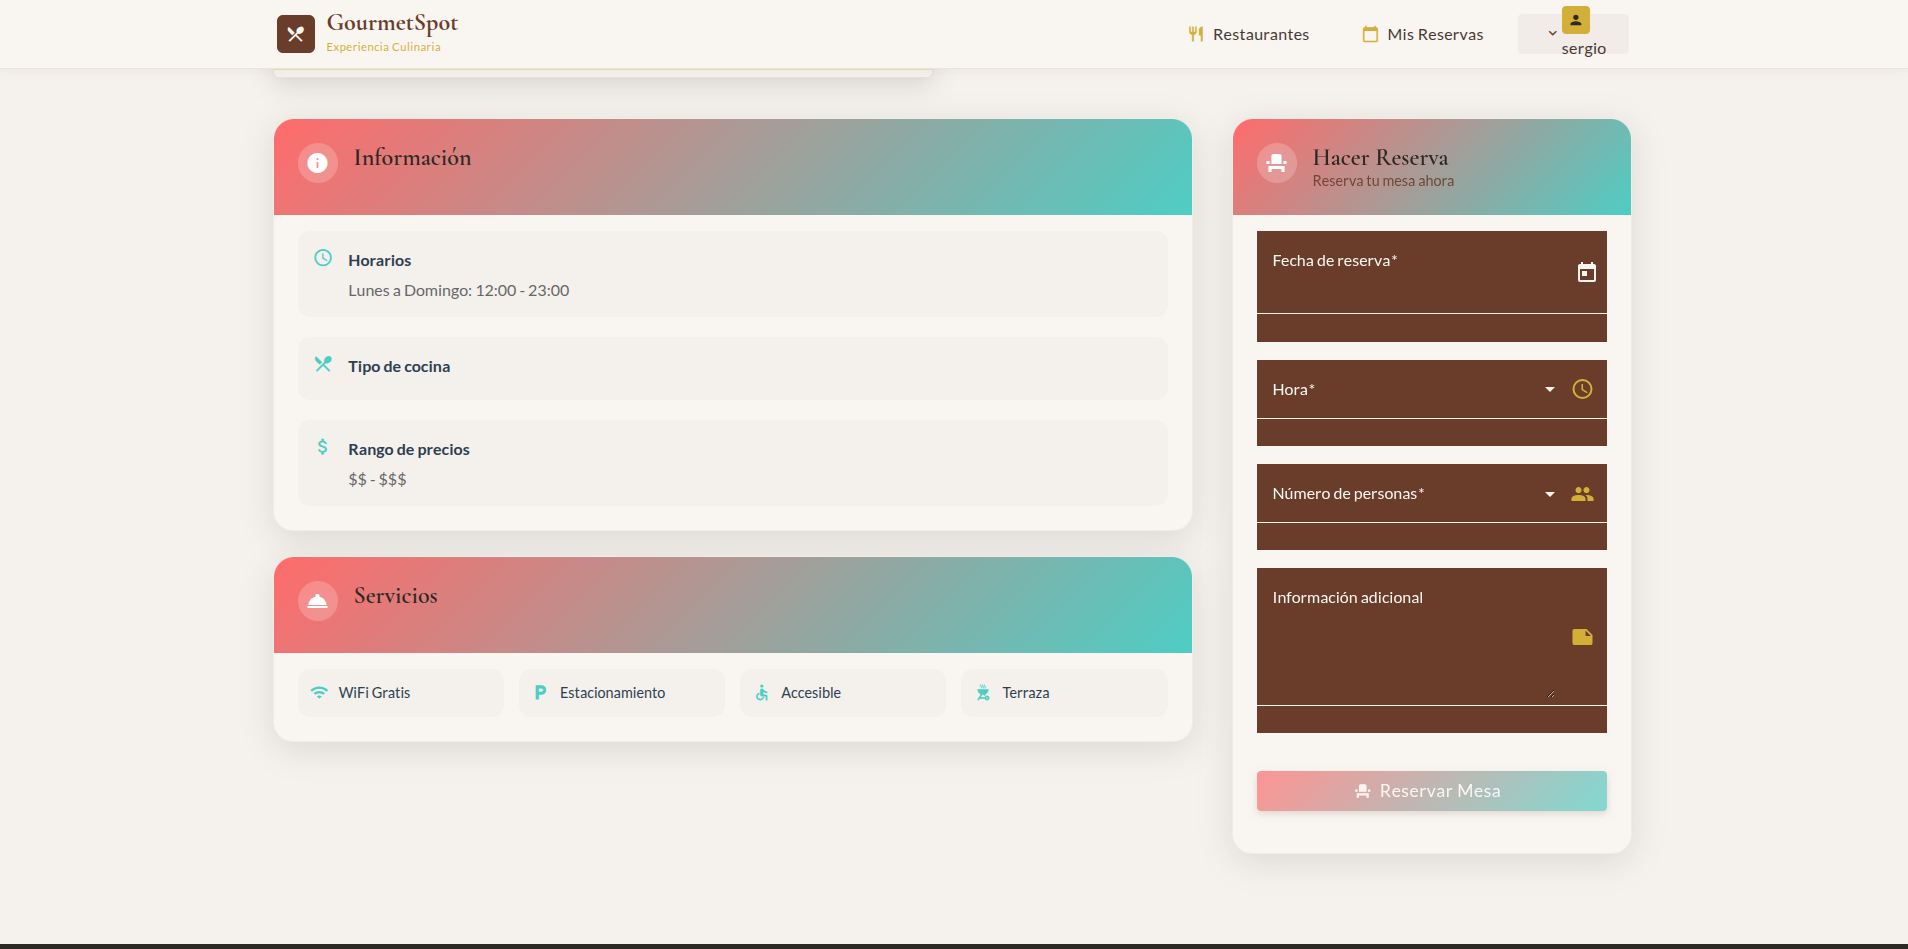 GourmetSpot
Experiencia Culinaria
Restaurantes
Mis Reservas
sergio
Información
Horarios
Lunes a Domingo: 12:00 - 23:00
Tipo de cocina
Rango de precios
$$ - $$$
Servicios
WiFi Gratis
Estacionamiento
Accesible
Terraza
Hacer Reserva
Reserva tu mesa ahora
Fecha de reserva*
Hora*
Número de personas*
Información adicional
Reservar Mesa